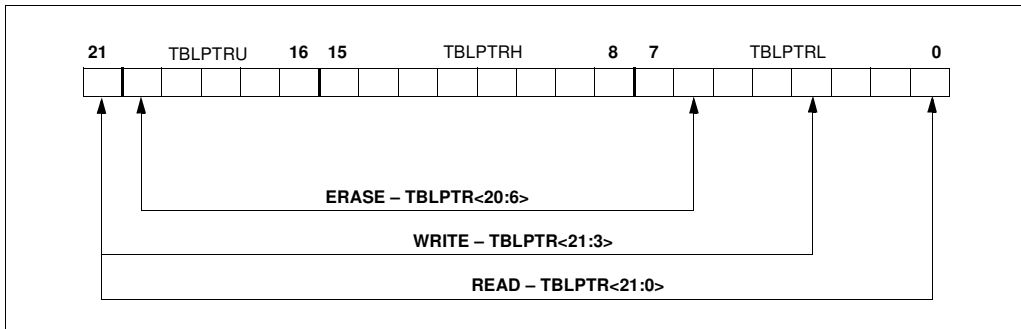 21 TBLPTRU 16 15 TBLPTRH 8 7 TBLPTRL 0
ERASE – TBLPTR<20:6>
WRITE – TBLPTR<21:3>
READ – TBLPTR<21:0>